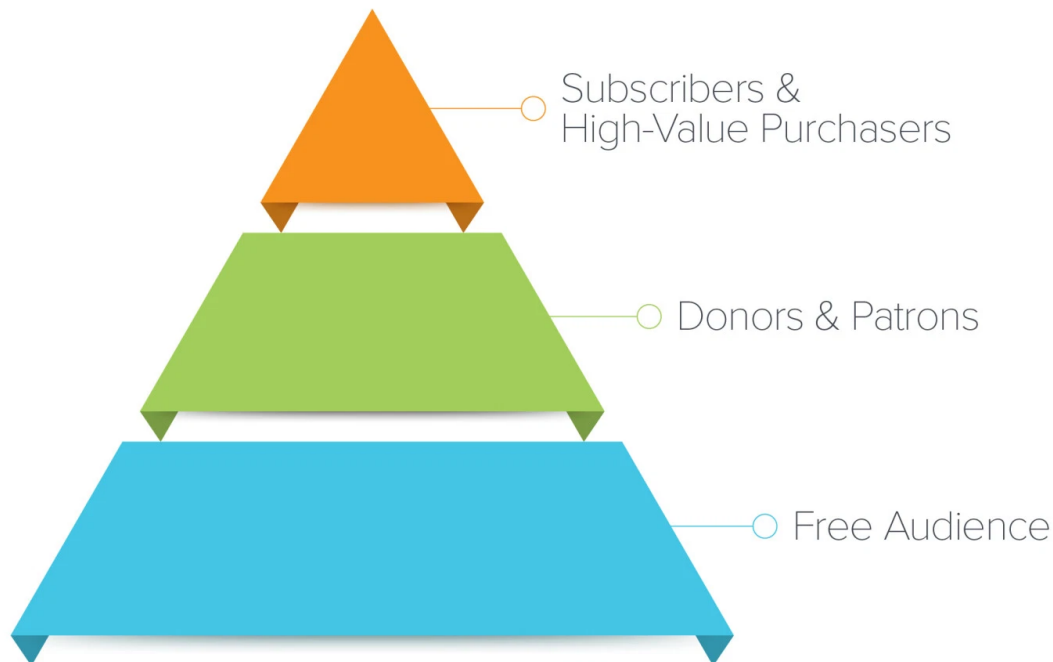 Subscribers &
High-Value Purchasers
Donors & Patrons
Free Audience